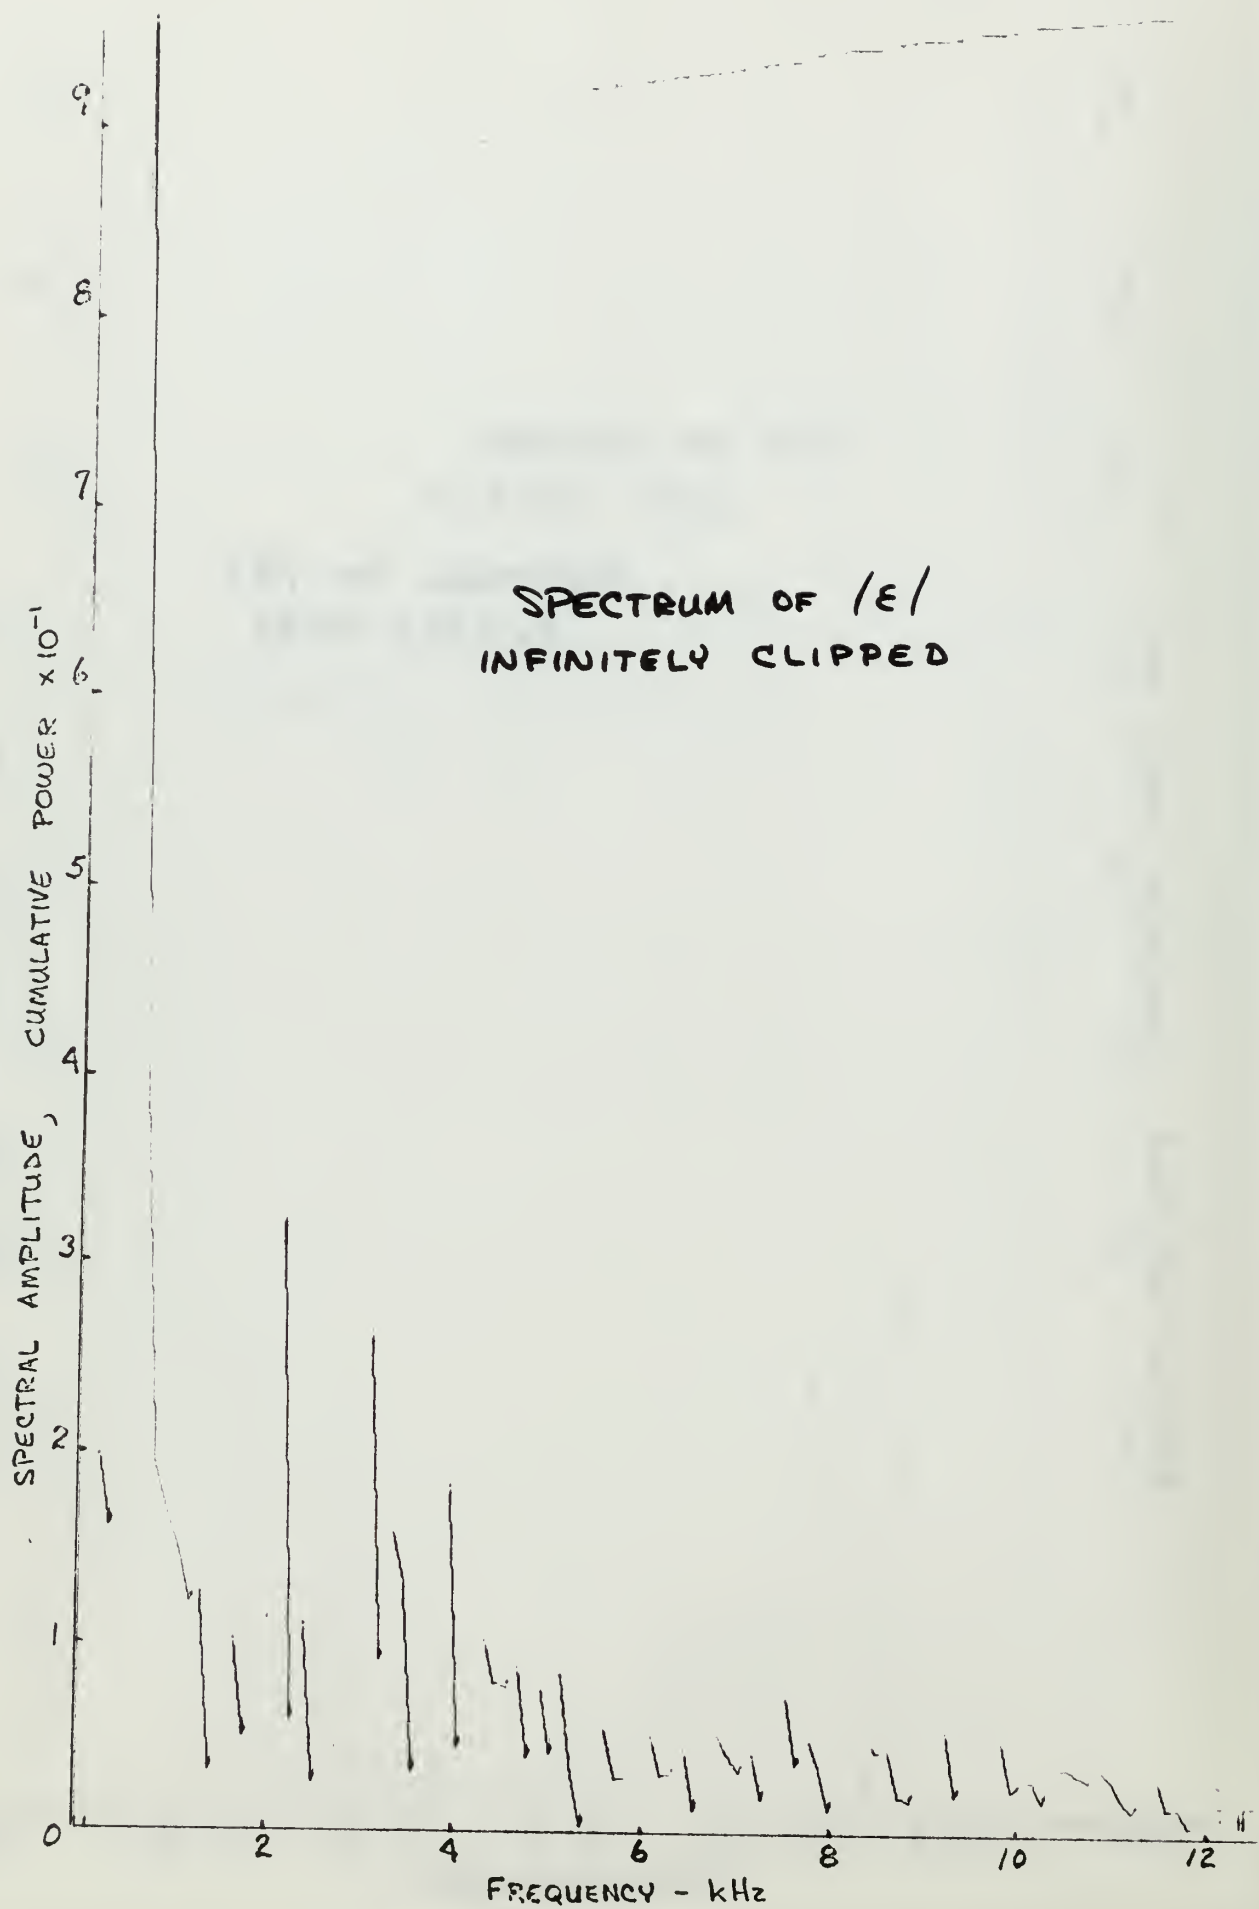 9
8
7
6
5
4
3
2
1
0
SPECTRAL AMPLITUDE, CUMULATIVE POWER x10⁻¹
SPECTRUM OF /ε/
INFINITELY CLIPPED
2 4 6 8 10 12
FREQUENCY - kHz